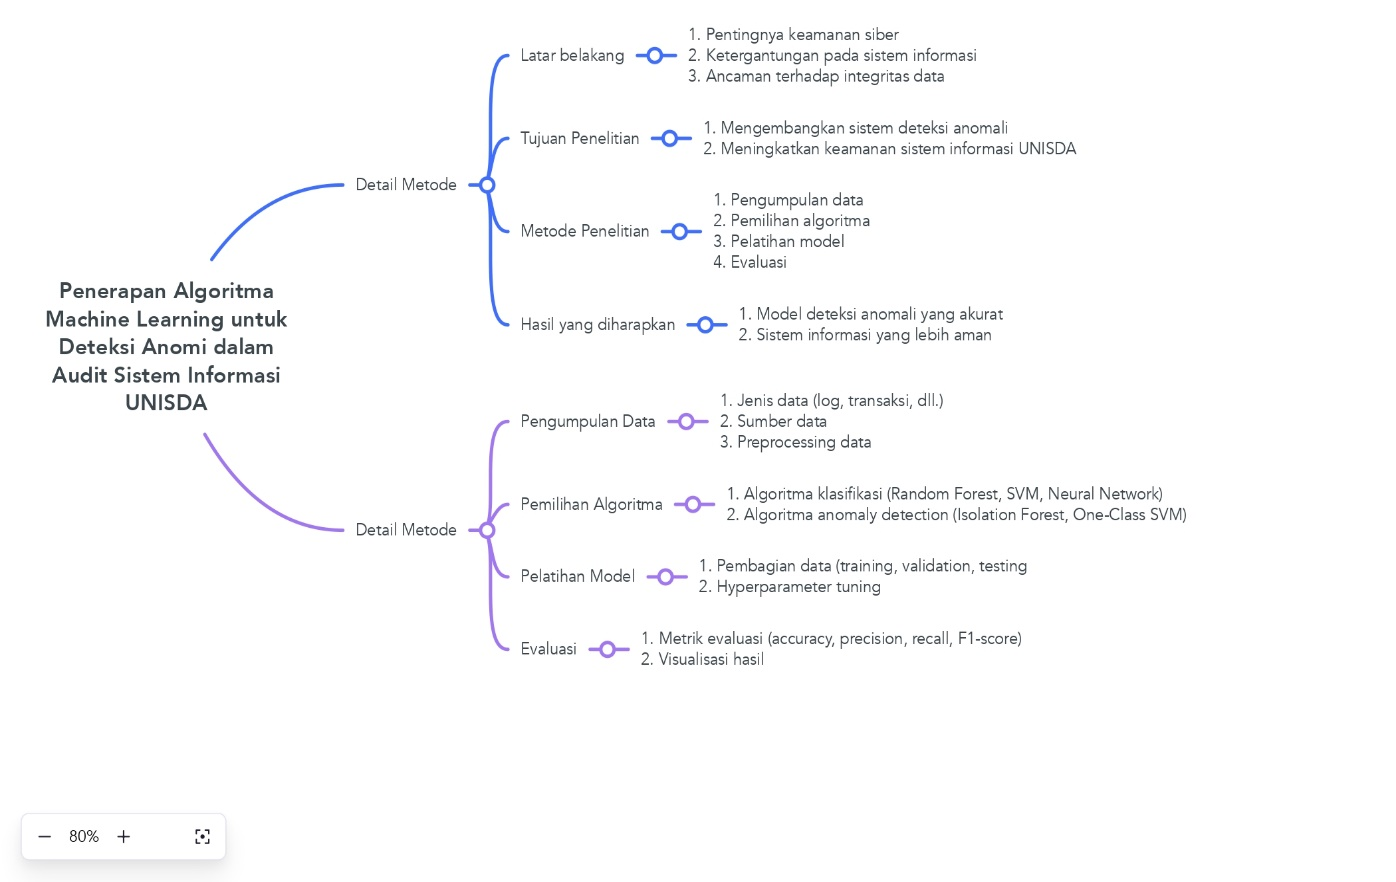 Penerapan Algoritma
Machine Learning untuk
Deteksi Anomi dalam
Audit Sistem Informasi
UNISDA
Detail Metode
Latar belakang
1. Pentingnya keamanan siber
2. Ketergantungan pada sistem informasi
3. Ancaman terhadap integritas data
Tujuan Penelitian
1. Mengembangkan sistem deteksi anomali
2. Meningkatkan keamanan sistem informasi UNISDA
Metode Penelitian
1. Pengumpulan data
2. Pemilihan algoritma
3. Pelatihan model
4. Evaluasi
Hasil yang diharapkan
1. Model deteksi anomali yang akurat
2. Sistem informasi yang lebih aman
Detail Metode
Pengumpulan Data
1. Jenis data (log, transaksi, dll.)
2. Sumber data
3. Preprocessing data
Pemilihan Algoritma
1. Algoritma klasifikasi (Random Forest, SVM, Neural Network)
2. Algoritma anomaly detection (Isolation Forest, One-Class SVM)
Pelatihan Model
1. Pembagian data (training, validation, testing
2. Hyperparameter tuning
Evaluasi
1. Metrik evaluasi (accuracy, precision, recall, F1-score)
2. Visualisasi hasil
80%